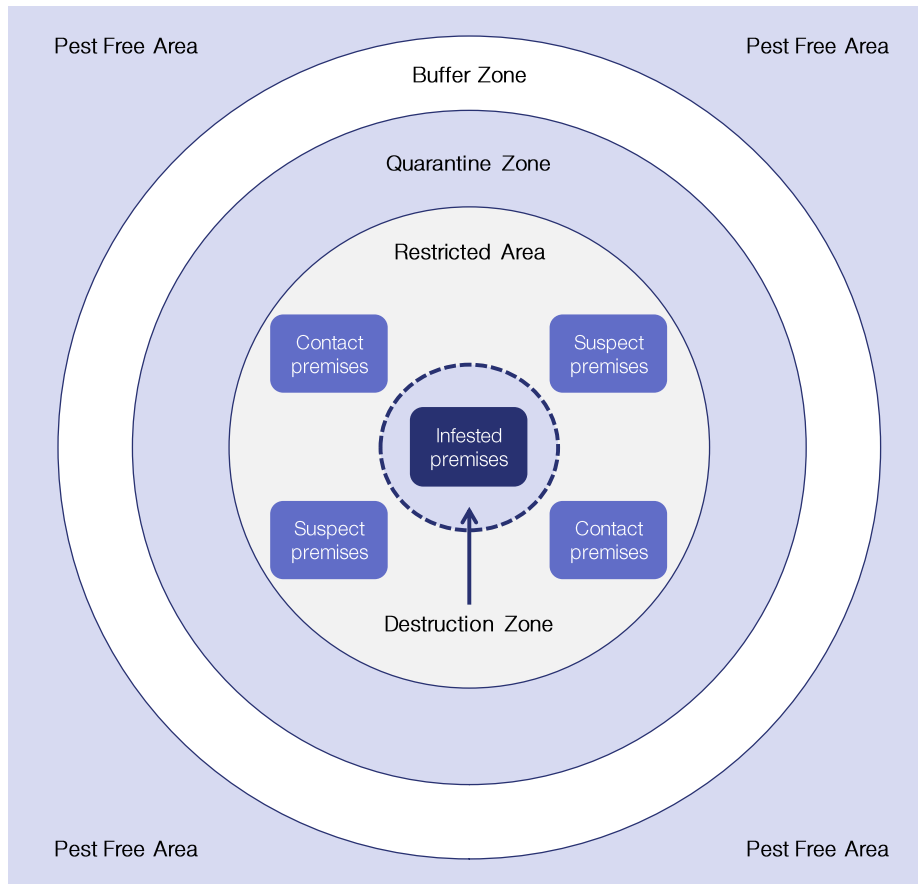 Pest Free Area
Pest Free Area
Buffer Zone
Quarantine Zone
Restricted Area
Contact
premises
Suspect
premises
Infested
premises
Suspect
premises
Contact
premises
Destruction Zone
Pest Free Area
Pest Free Area